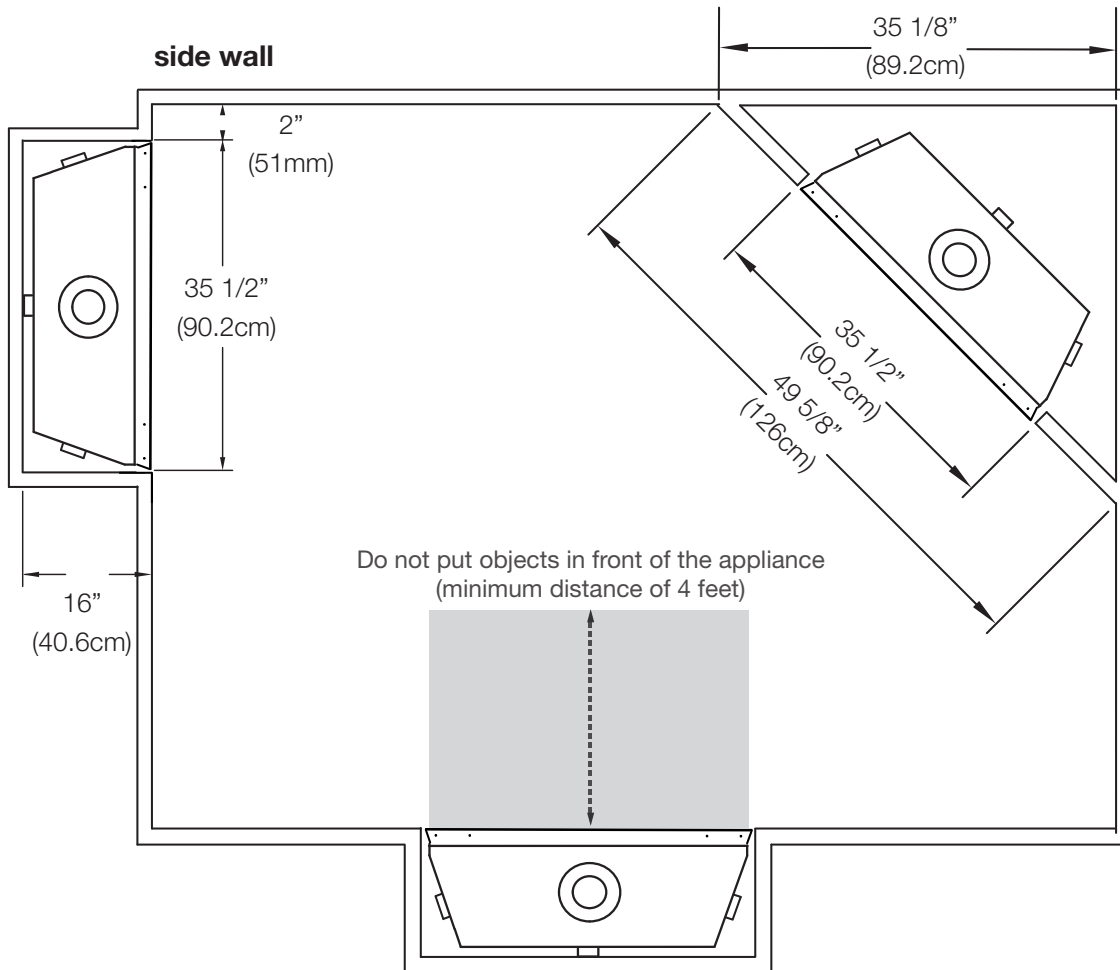 35 1/8”
(89.2cm)
side wall
2”
(51mm)
35 1/2”
(90.2cm)
35 1/2”
(90.2cm)
49 5/8”
(126cm)
Do not put objects in front of the appliance
(minimum distance of 4 feet)
16”
(40.6cm)